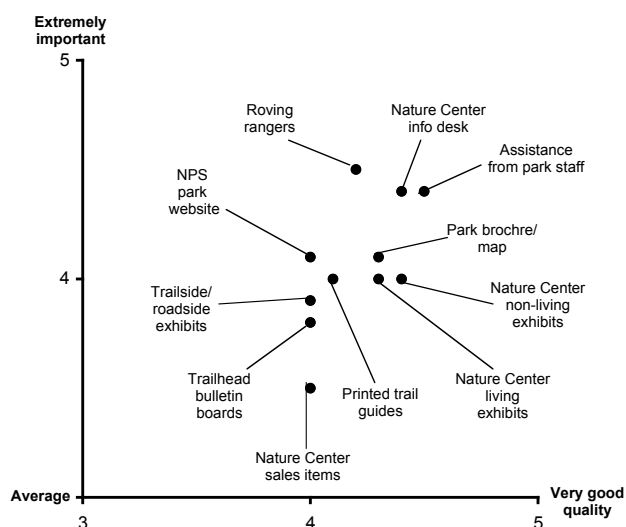 Extremely
important
5
Roving
rangers
Nature Center
info desk
Assistance
from park staff
NPS
park
website
Park brochre/
map
4
Trailside/
roadside
exhibits
Nature Center
non-living
exhibits
Trailhead
bulletin
boards
Printed trail
guides
Nature Center
living
exhibits
Nature Center
sales items
Average
Very good
quality
3
4
5